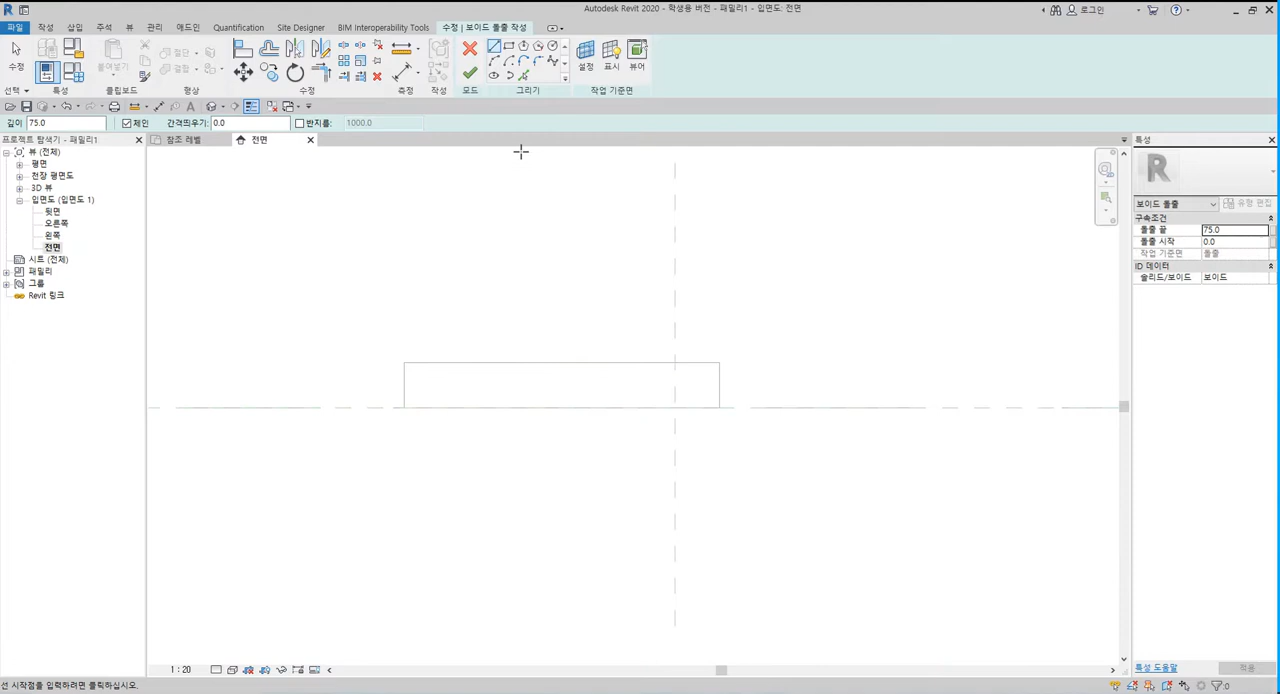 Autodesk Revit 2020 - 학생용 버전 - 패밀리1 - 입면도: 전면
로그인
파일 작성 삽입 주석 뷰 관리 애드인 Quantification Site Designer BIM Interoperability Tools 수정 | 보이드 돌출 작성
수정 붙여넣기 절단 결합 설정 표시 뷰어
선택 특성 클립보드 형상 수정 측정 작성 모드 그리기 작업 기준면
깊이 75.0 체인 간격띄우기: 0.0 반지름: 1000.0
프로젝트 탐색기 - 패밀리1
참조 레벨 전면
특성
뷰 (전체)
평면
천장 평면도
3D 뷰
입면도 (입면도 1)
뒷면
오른쪽
왼쪽
전면
시트 (전체)
패밀리
그룹
Revit 링크
보이드 돌출 유형 편집
구속조건
돌출 끝 75.0
돌출 시작 0.0
작업 기준면 돌출
ID 데이터
솔리드/보이드 보이드
1 : 20
특성 도움말 적용
선 시작점을 입력하려면 클릭하십시오.
:0